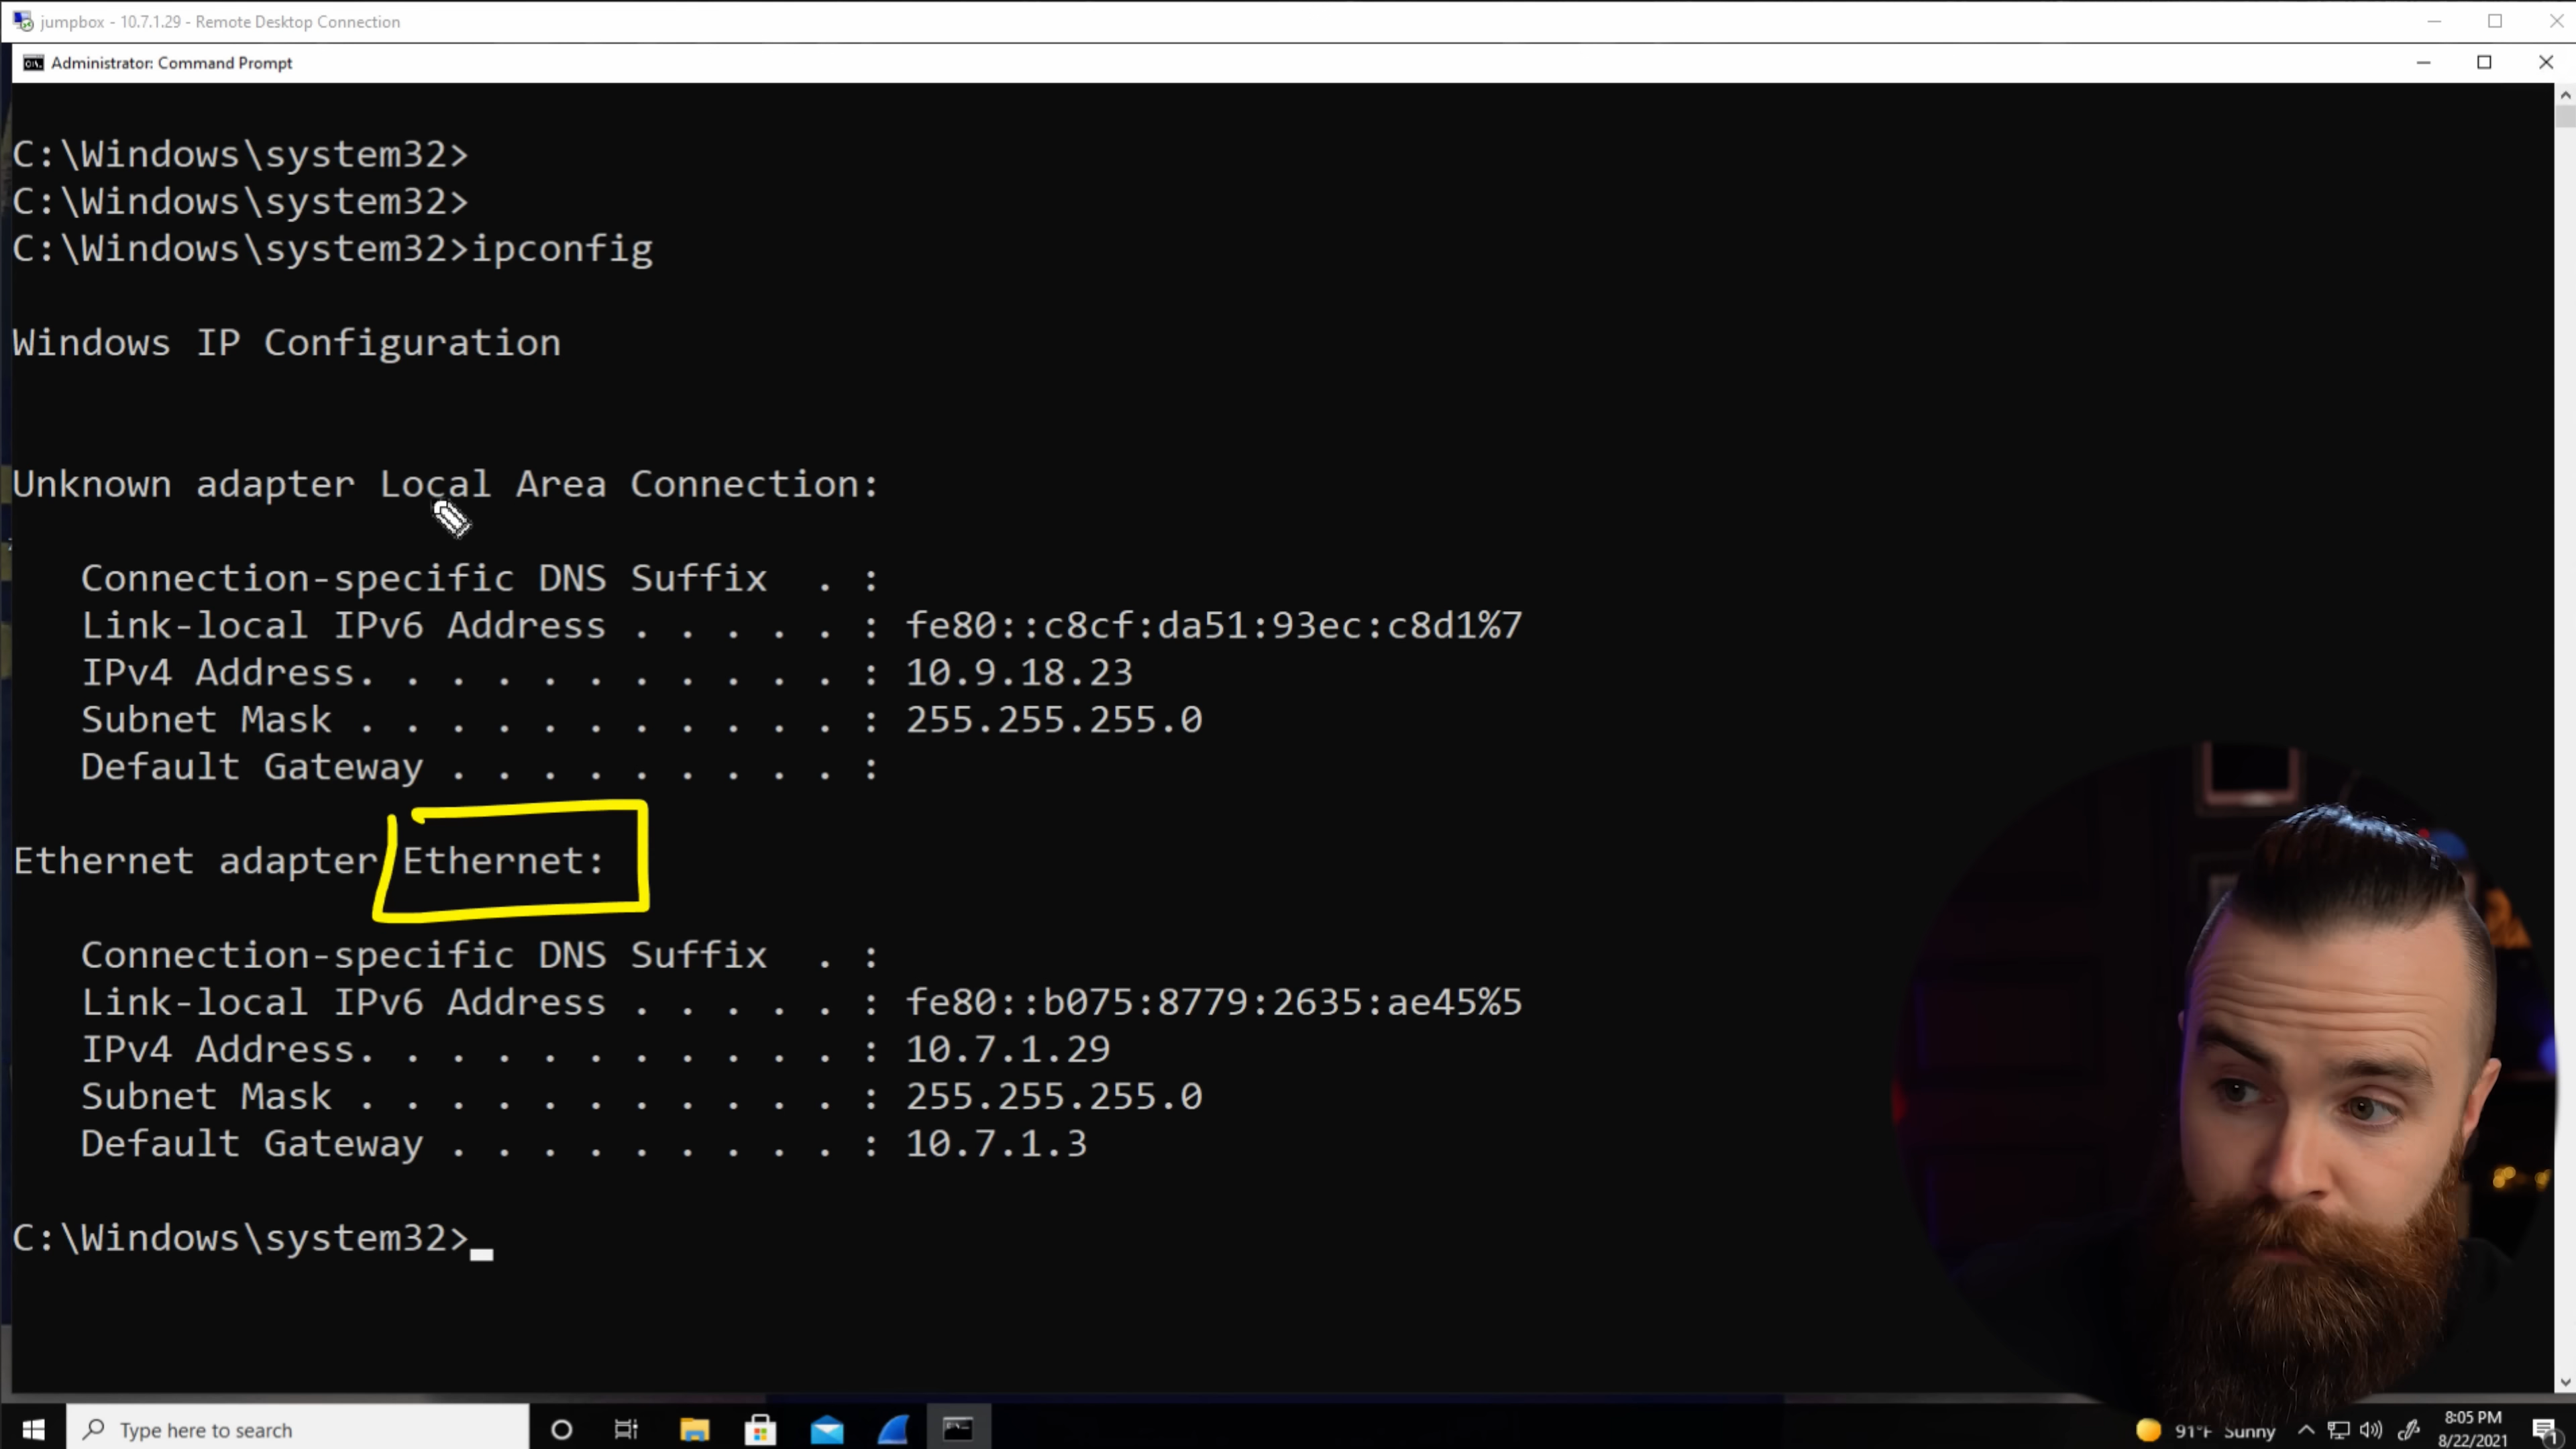 jumpbox - 10.7.1.29 - Remote Desktop Connection
Administrator: Command Prompt
C:\Windows\system32>
C:\Windows\system32>
C:\Windows\system32>ipconfig
Windows IP Configuration
Unknown adapter Local Area Connection:
Connection-specific DNS Suffix  . :
Link-local IPv6 Address . . . . . : fe80::c8cf:da51:93ec:c8d1%7
IPv4 Address. . . . . . . . . . . : 10.9.18.23
Subnet Mask . . . . . . . . . . . : 255.255.255.0
Default Gateway . . . . . . . . . :
Ethernet adapter Ethernet:
Connection-specific DNS Suffix  . :
Link-local IPv6 Address . . . . . : fe80::b075:8779:2635:ae45%5
IPv4 Address. . . . . . . . . . . : 10.7.1.29
Subnet Mask . . . . . . . . . . . : 255.255.255.0
Default Gateway . . . . . . . . . : 10.7.1.3
C:\Windows\system32>
Type here to search
91°F Sunny
8:05 PM
8/22/2021
1